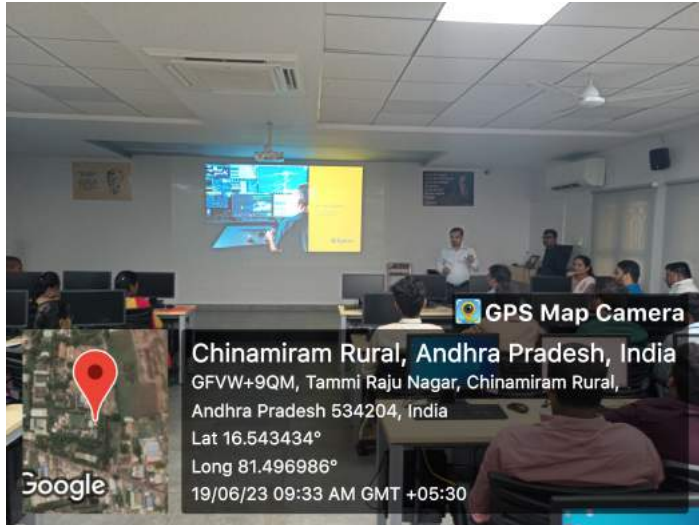 GPS Map Camera
Chinamiram Rural, Andhra Pradesh, India
GFVW+9QM, Tammi Raju Nagar, Chinamiram Rural,
Andhra Pradesh 534204, India
Lat 16.543434°
Long 81.496986°
19/06/23 09:33 AM GMT +05:30
Google